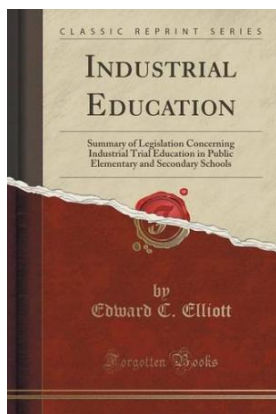 CLASSIC REPRINT SERIES
INDUSTRIAL
EDUCATION
Summary of Legislation Concerning
Industrial Trial Education in Public
Elementary and Secondary Schools
by
Edward C. Elliott
Forgotten Books